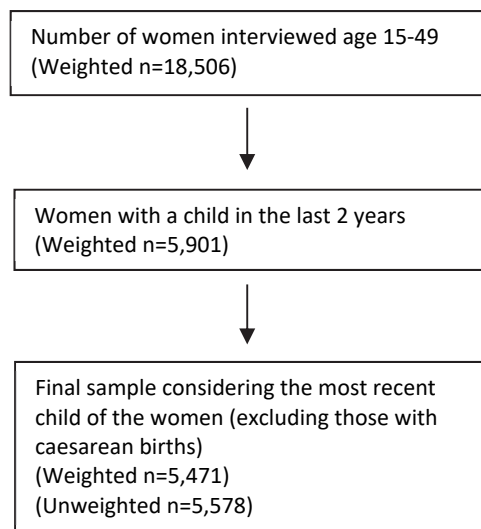 Number of women interviewed age 15-49
(Weighted n=18,506)
Women with a child in the last 2 years
(Weighted n=5,901)
Final sample considering the most recent
child of the women (excluding those with
caesarean births)
(Weighted n=5,471)
(Unweighted n=5,578)